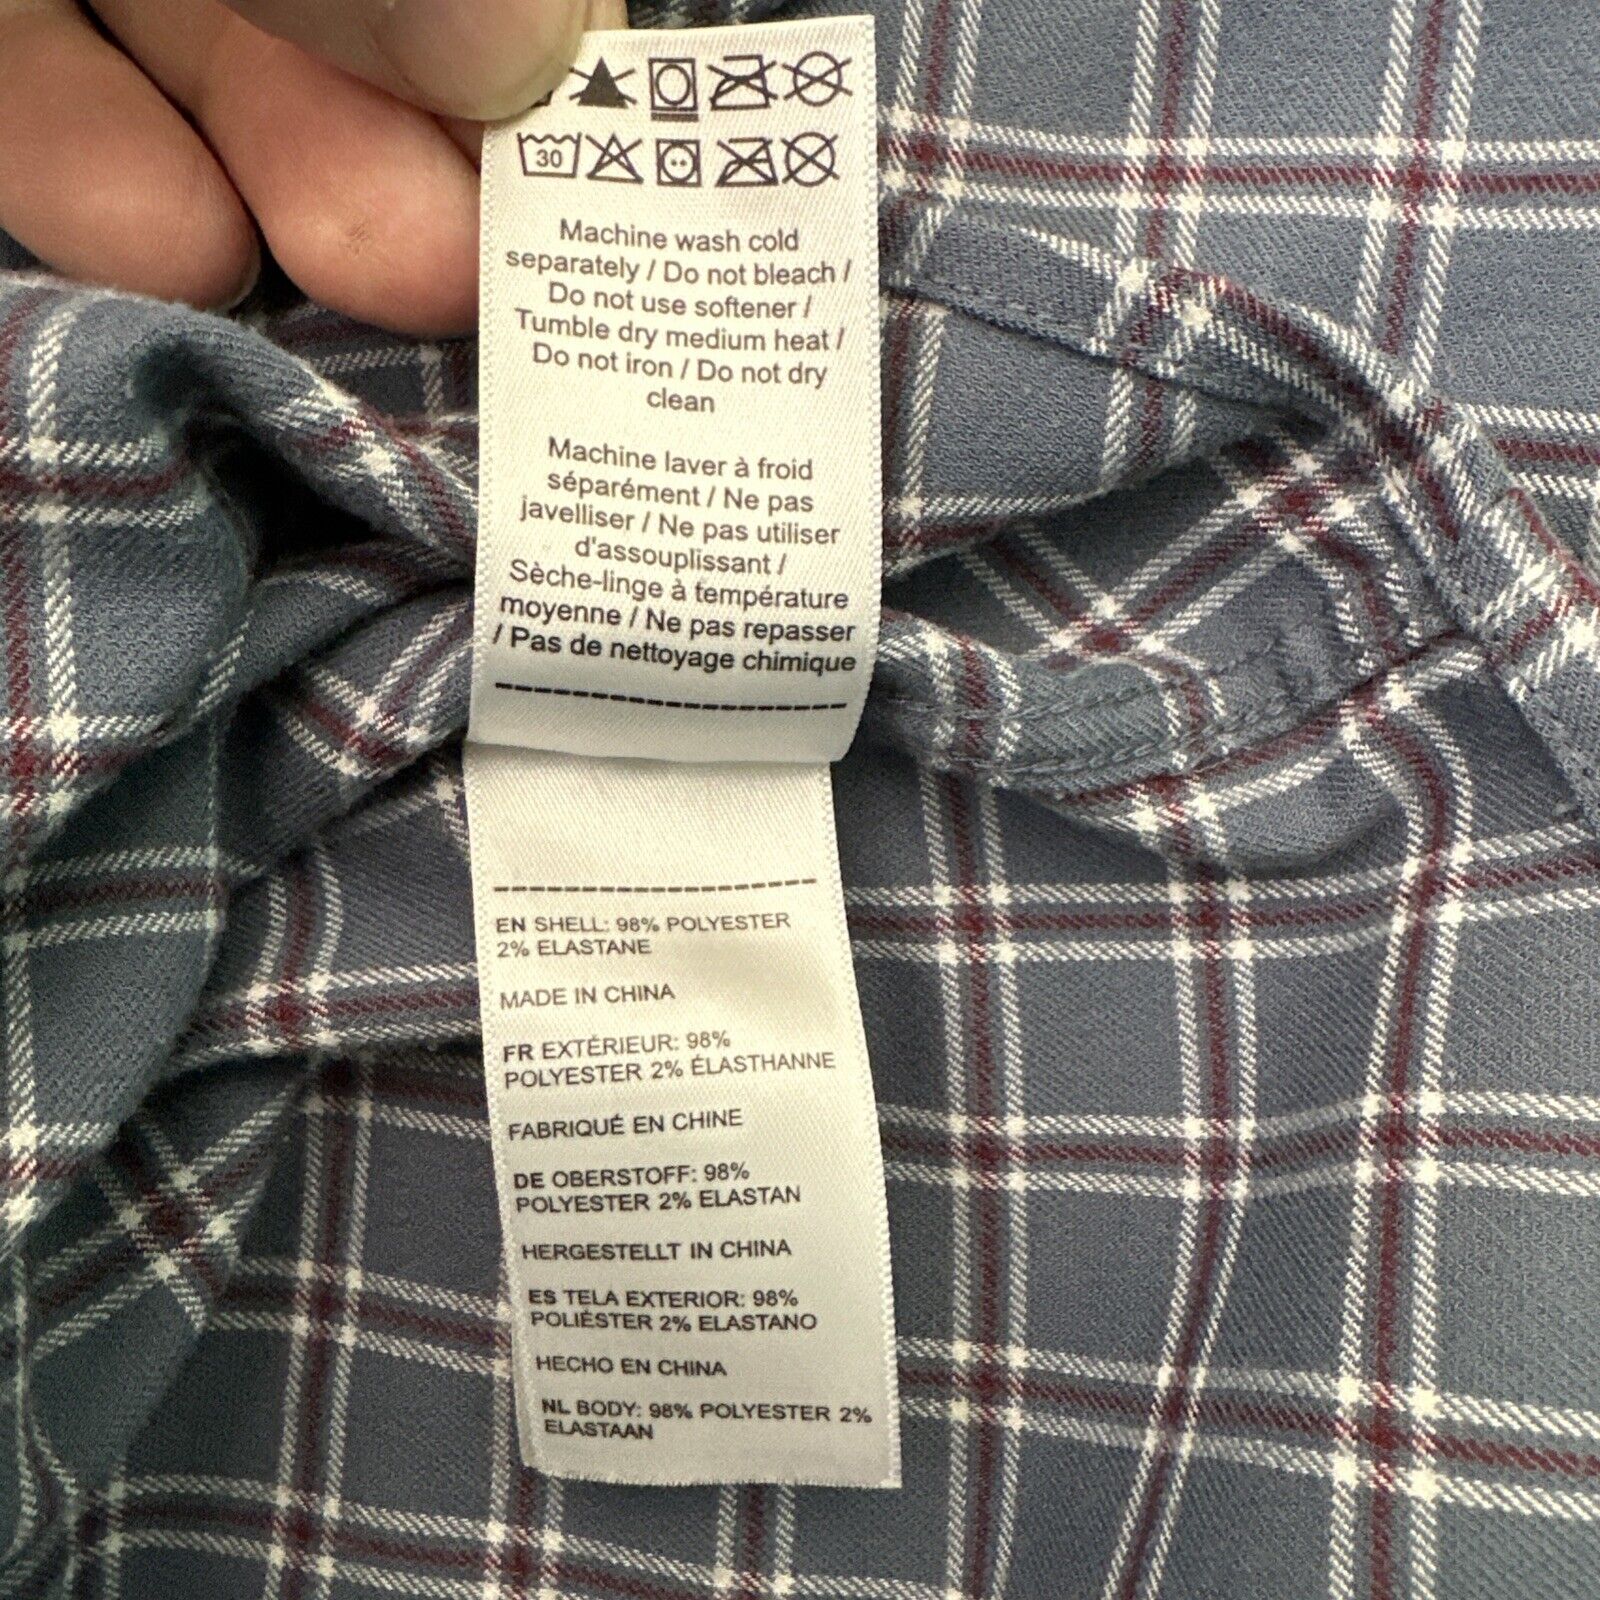 30
Machine wash cold
separately / Do not bleach /
Do not use softener /
Tumble dry medium heat /
Do not iron / Do not dry
clean
Machine laver à froid
séparément / Ne pas
javelliser / Ne pas utiliser
d'assouplissant /
Sèche-linge à température
moyenne / Ne pas repasser
/ Pas de nettoyage chimique
EN SHELL: 98% POLYESTER
2% ELASTANE
MADE IN CHINA
FR EXTÉRIEUR: 98%
POLYESTER 2% ÉLASTHANNE
FABRIQUÉ EN CHINE
DE OBERSTOFF: 98%
POLYESTER 2% ELASTAN
HERGESTELLT IN CHINA
ES TELA EXTERIOR: 98%
POLIÉSTER 2% ELASTANO
HECHO EN CHINA
NL BODY: 98% POLYESTER 2%
ELASTAAN